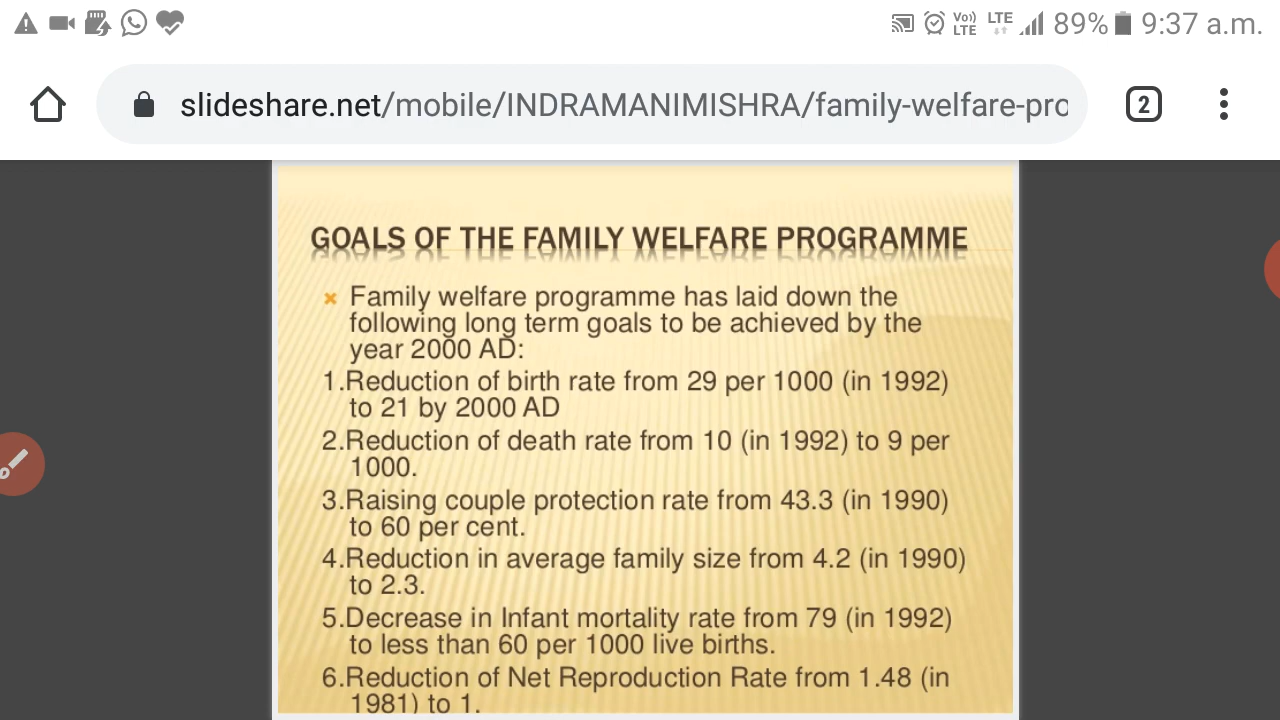 Vo)) LTE LTE 89% 9:37 a.m.
slideshare.net/mobile/INDRAMANIMISHRA/family-welfare-pro 2
GOALS OF THE FAMILY WELFARE PROGRAMME
Family welfare programme has laid down the
following long term goals to be achieved by the
year 2000 AD:
1.Reduction of birth rate from 29 per 1000 (in 1992)
to 21 by 2000 AD
2.Reduction of death rate from 10 (in 1992) to 9 per
1000.
3.Raising couple protection rate from 43.3 (in 1990)
to 60 per cent.
4.Reduction in average family size from 4.2 (in 1990)
to 2.3.
5.Decrease in Infant mortality rate from 79 (in 1992)
to less than 60 per 1000 live births.
6.Reduction of Net Reproduction Rate from 1.48 (in
1981) to 1.